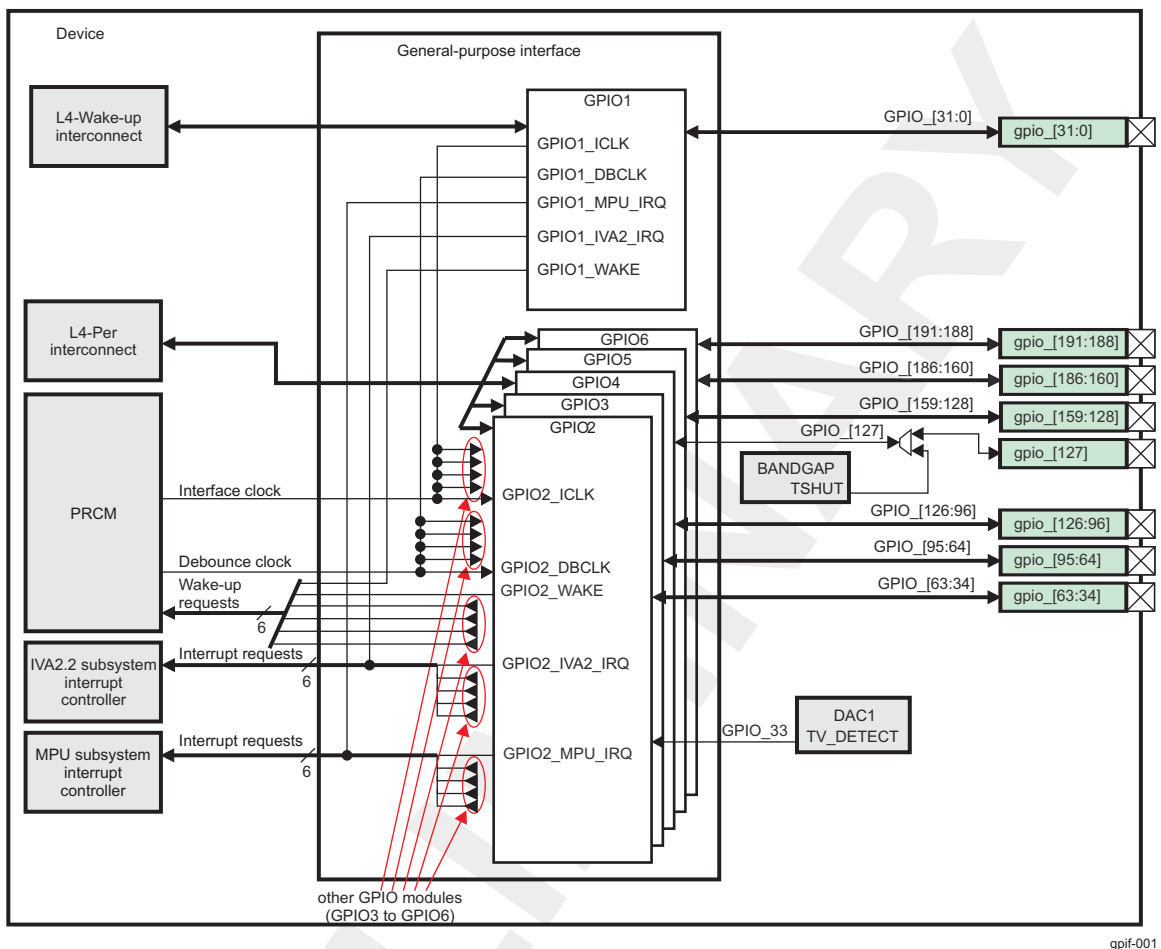 Device
General-purpose interface
L4-Wake-up
interconnect
GPIO1
GPIO1_ICLK
GPIO1_DBCLK
GPIO1_MPU_IRQ
GPIO1_IVA2_IRQ
GPIO1_WAKE
GPIO_[31:0]
gpio_[31:0]
L4-Per
interconnect
GPIO6
GPIO5
GPIO4
GPIO3
GPIO2
GPIO_[191:188]
gpio_[191:188]
GPIO_[186:160]
gpio_[186:160]
GPIO_[159:128]
gpio_[159:128]
GPIO_[127]
gpio_[127]
BANDGAP
TSHUT
GPIO_[126:96]
gpio_[126:96]
GPIO_[95:64]
gpio_[95:64]
GPIO_[63:34]
gpio_[63:34]
PRCM
Interface clock
GPIO2_ICLK
Debounce clock
GPIO2_DBCLK
Wake-up
requests
6
GPIO2_WAKE
IVA2.2 subsystem
interrupt
controller
Interrupt requests
6
GPIO2_IVA2_IRQ
MPU subsystem
interrupt
controller
Interrupt requests
6
GPIO2_MPU_IRQ
GPIO_33
DAC1
TV_DETECT
other GPIO modules
(GPIO3 to GPIO6)
gpif-001